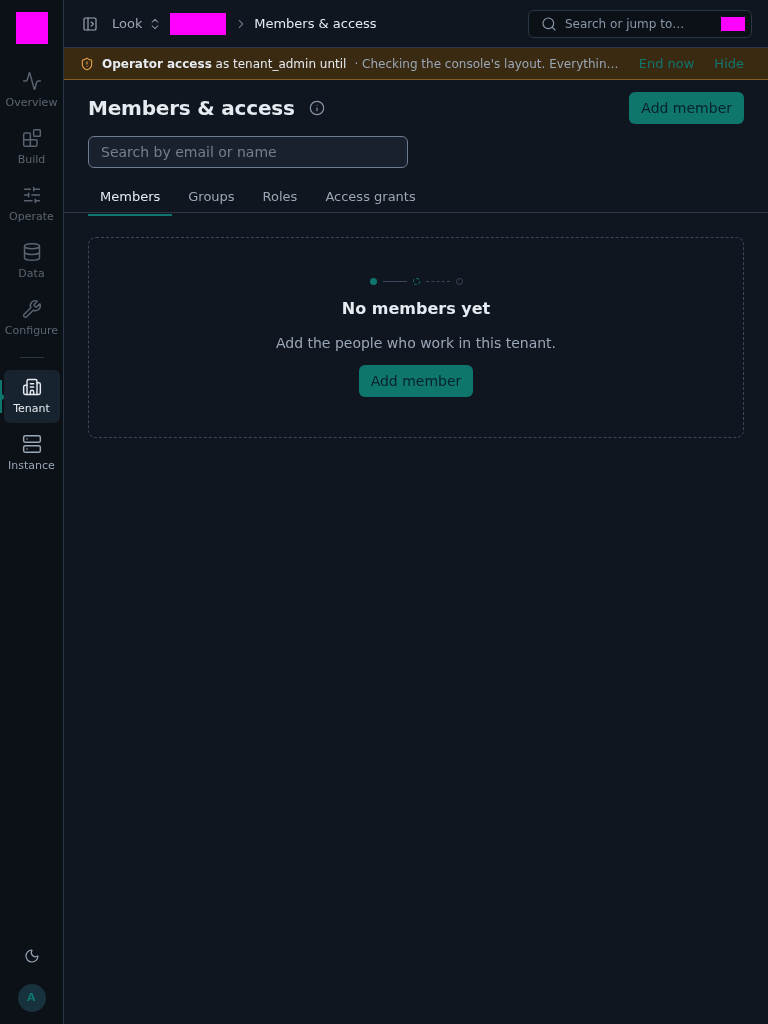 Look
Members & access
Search or jump to…
Operator access as tenant_admin until · Checking the console's layout. Everythin…
End now
Hide
Overview
Build
Operate
Data
Configure
Tenant
Instance
A
Members & access
Add member
Search by email or name
Members
Groups
Roles
Access grants
No members yet
Add the people who work in this tenant.
Add member